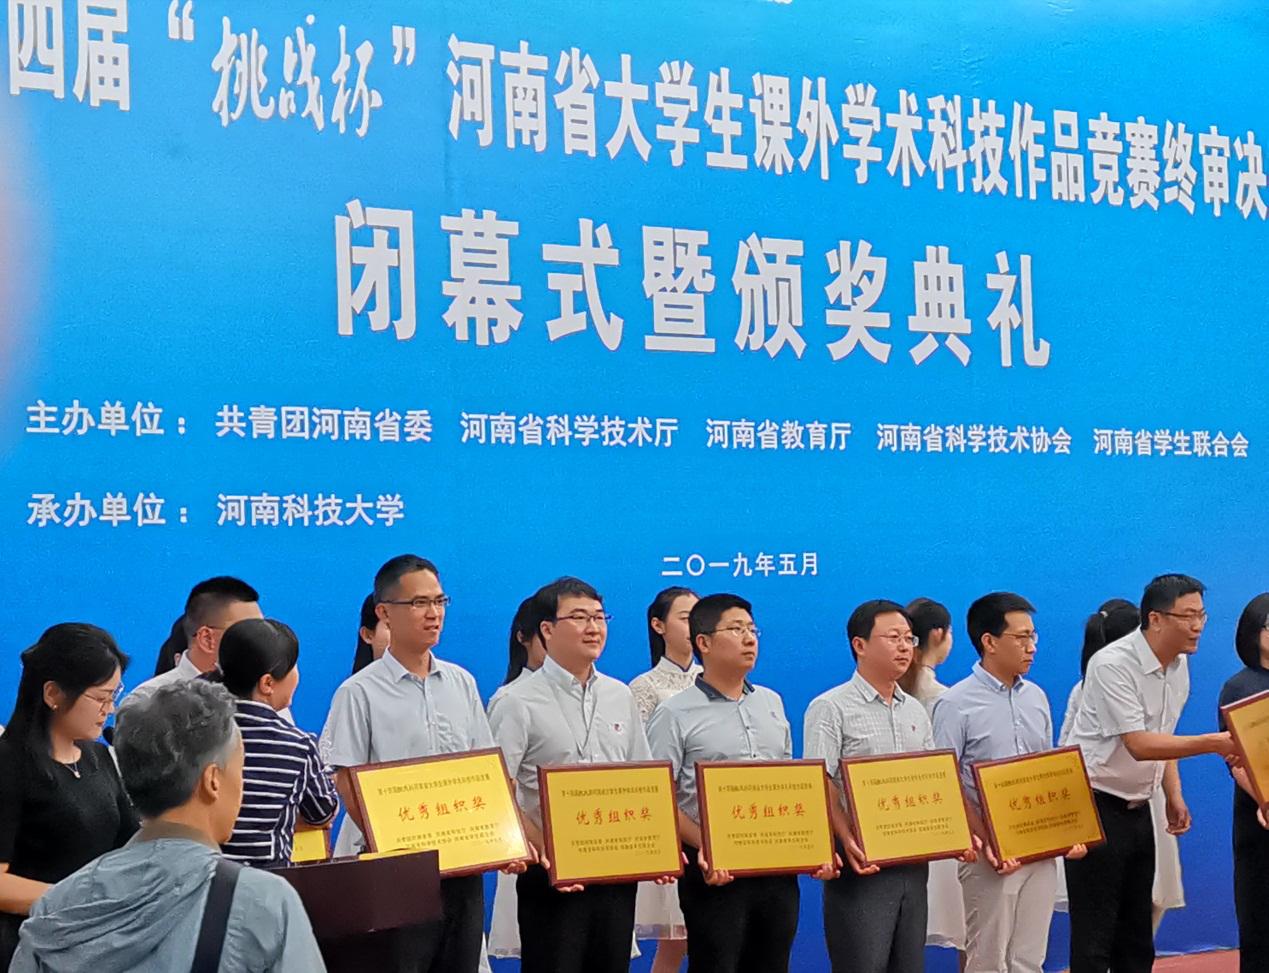 四届“挑战杯”河南省大学生课外学术科技作品竞赛终审决
闭幕式暨颁奖典礼
主办单位：共青团河南省委 河南省科学技术厅 河南省教育厅 河南省科学技术协会 河南省学生联合会
承办单位：河南科技大学
二〇一九年五月
优秀组织奖
优秀组织奖
优秀组织奖
优秀组织奖
优秀组织奖